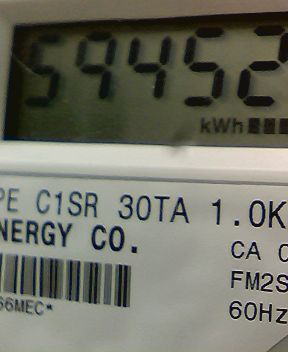 59452
kWh
PE C1SR 30TA 1.0K
NERGY CO.
CA
FM2S
66MEC*
60Hz